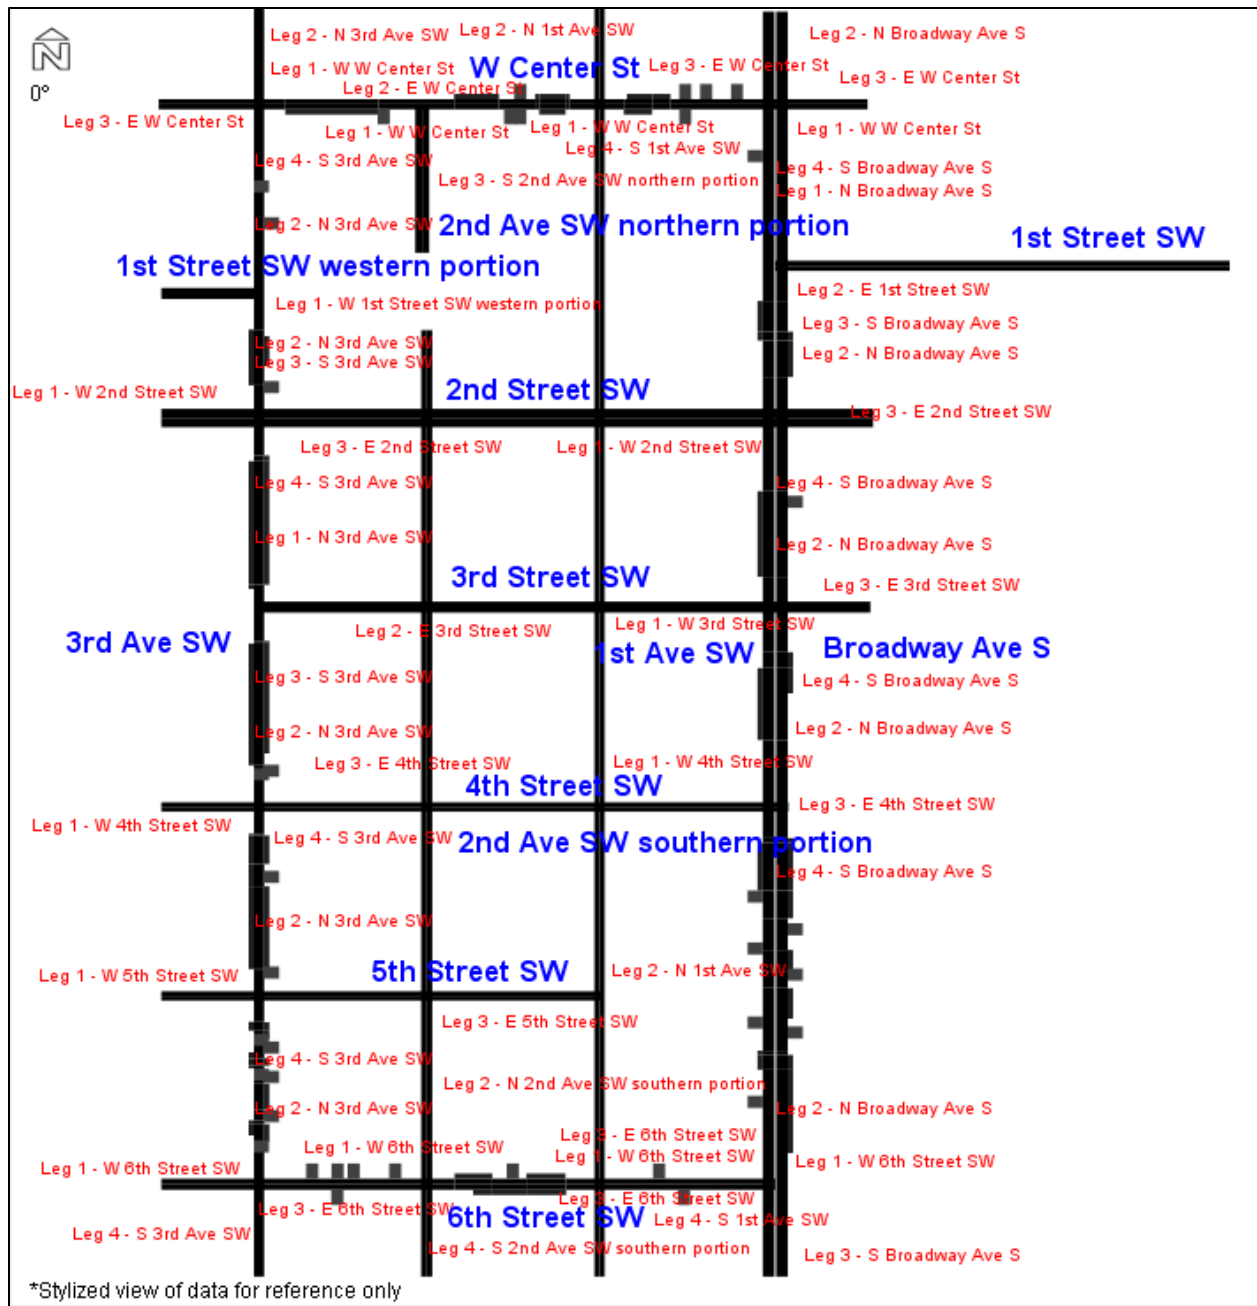 Leg 2 - N 3rd Ave SW
Leg 2 - N 1st Ave SW
Leg 2 - N Broadway Ave S
N
0°
Leg 1 - W W Center St
W Center St
Leg 3 - E W Center St
Leg 3 - E W Center St
Leg 2 - E W Center St
Leg 3 - E W Center St
Leg 1 - W W Center St
Leg 1 - W W Center St
Leg 1 - W W Center St
Leg 4 - S 1st Ave SW
Leg 4 - S 3rd Ave SW
Leg 4 - S Broadway Ave S
Leg 3 - S 2nd Ave SW northern portion
Leg 1 - N Broadway Ave S
Leg 2 - N 3rd Ave SW
2nd Ave SW northern portion
1st Street SW
1st Street SW western portion
Leg 2 - E 1st Street SW
Leg 1 - W 1st Street SW western portion
Leg 3 - S Broadway Ave S
Leg 2 - N 3rd Ave SW
Leg 2 - N Broadway Ave S
Leg 3 - S 3rd Ave SW
Leg 1 - W 2nd Street SW
2nd Street SW
Leg 3 - E 2nd Street SW
Leg 3 - E 2nd Street SW
Leg 1 - W 2nd Street SW
Leg 4 - S 3rd Ave SW
Leg 4 - S Broadway Ave S
Leg 1 - N 3rd Ave SW
Leg 2 - N Broadway Ave S
3rd Street SW
Leg 3 - E 3rd Street SW
Leg 2 - E 3rd Street SW
Leg 1 - W 3rd Street SW
3rd Ave SW
1st Ave SW
Broadway Ave S
Leg 3 - S 3rd Ave SW
Leg 4 - S Broadway Ave S
Leg 2 - N 3rd Ave SW
Leg 2 - N Broadway Ave S
Leg 3 - E 4th Street SW
Leg 1 - W 4th Street SW
4th Street SW
Leg 3 - E 4th Street SW
Leg 1 - W 4th Street SW
Leg 4 - S 3rd Ave SW
2nd Ave SW southern portion
Leg 4 - S Broadway Ave S
Leg 2 - N 3rd Ave SW
Leg 1 - W 5th Street SW
5th Street SW
Leg 2 - N 1st Ave SW
Leg 3 - E 5th Street SW
Leg 4 - S 3rd Ave SW
Leg 2 - N 2nd Ave SW southern portion
Leg 2 - N 3rd Ave SW
Leg 2 - N Broadway Ave S
Leg 1 - W 6th Street SW
Leg 3 - E 6th Street SW
Leg 1 - W 6th Street SW
Leg 1 - W 6th Street SW
Leg 1 - W 6th Street SW
Leg 3 - E 6th Street SW
Leg 3 - E 6th Street SW
6th Street SW
Leg 4 - S 1st Ave SW
Leg 4 - S 3rd Ave SW
Leg 4 - S 2nd Ave SW southern portion
Leg 3 - S Broadway Ave S
*Stylized view of data for reference only